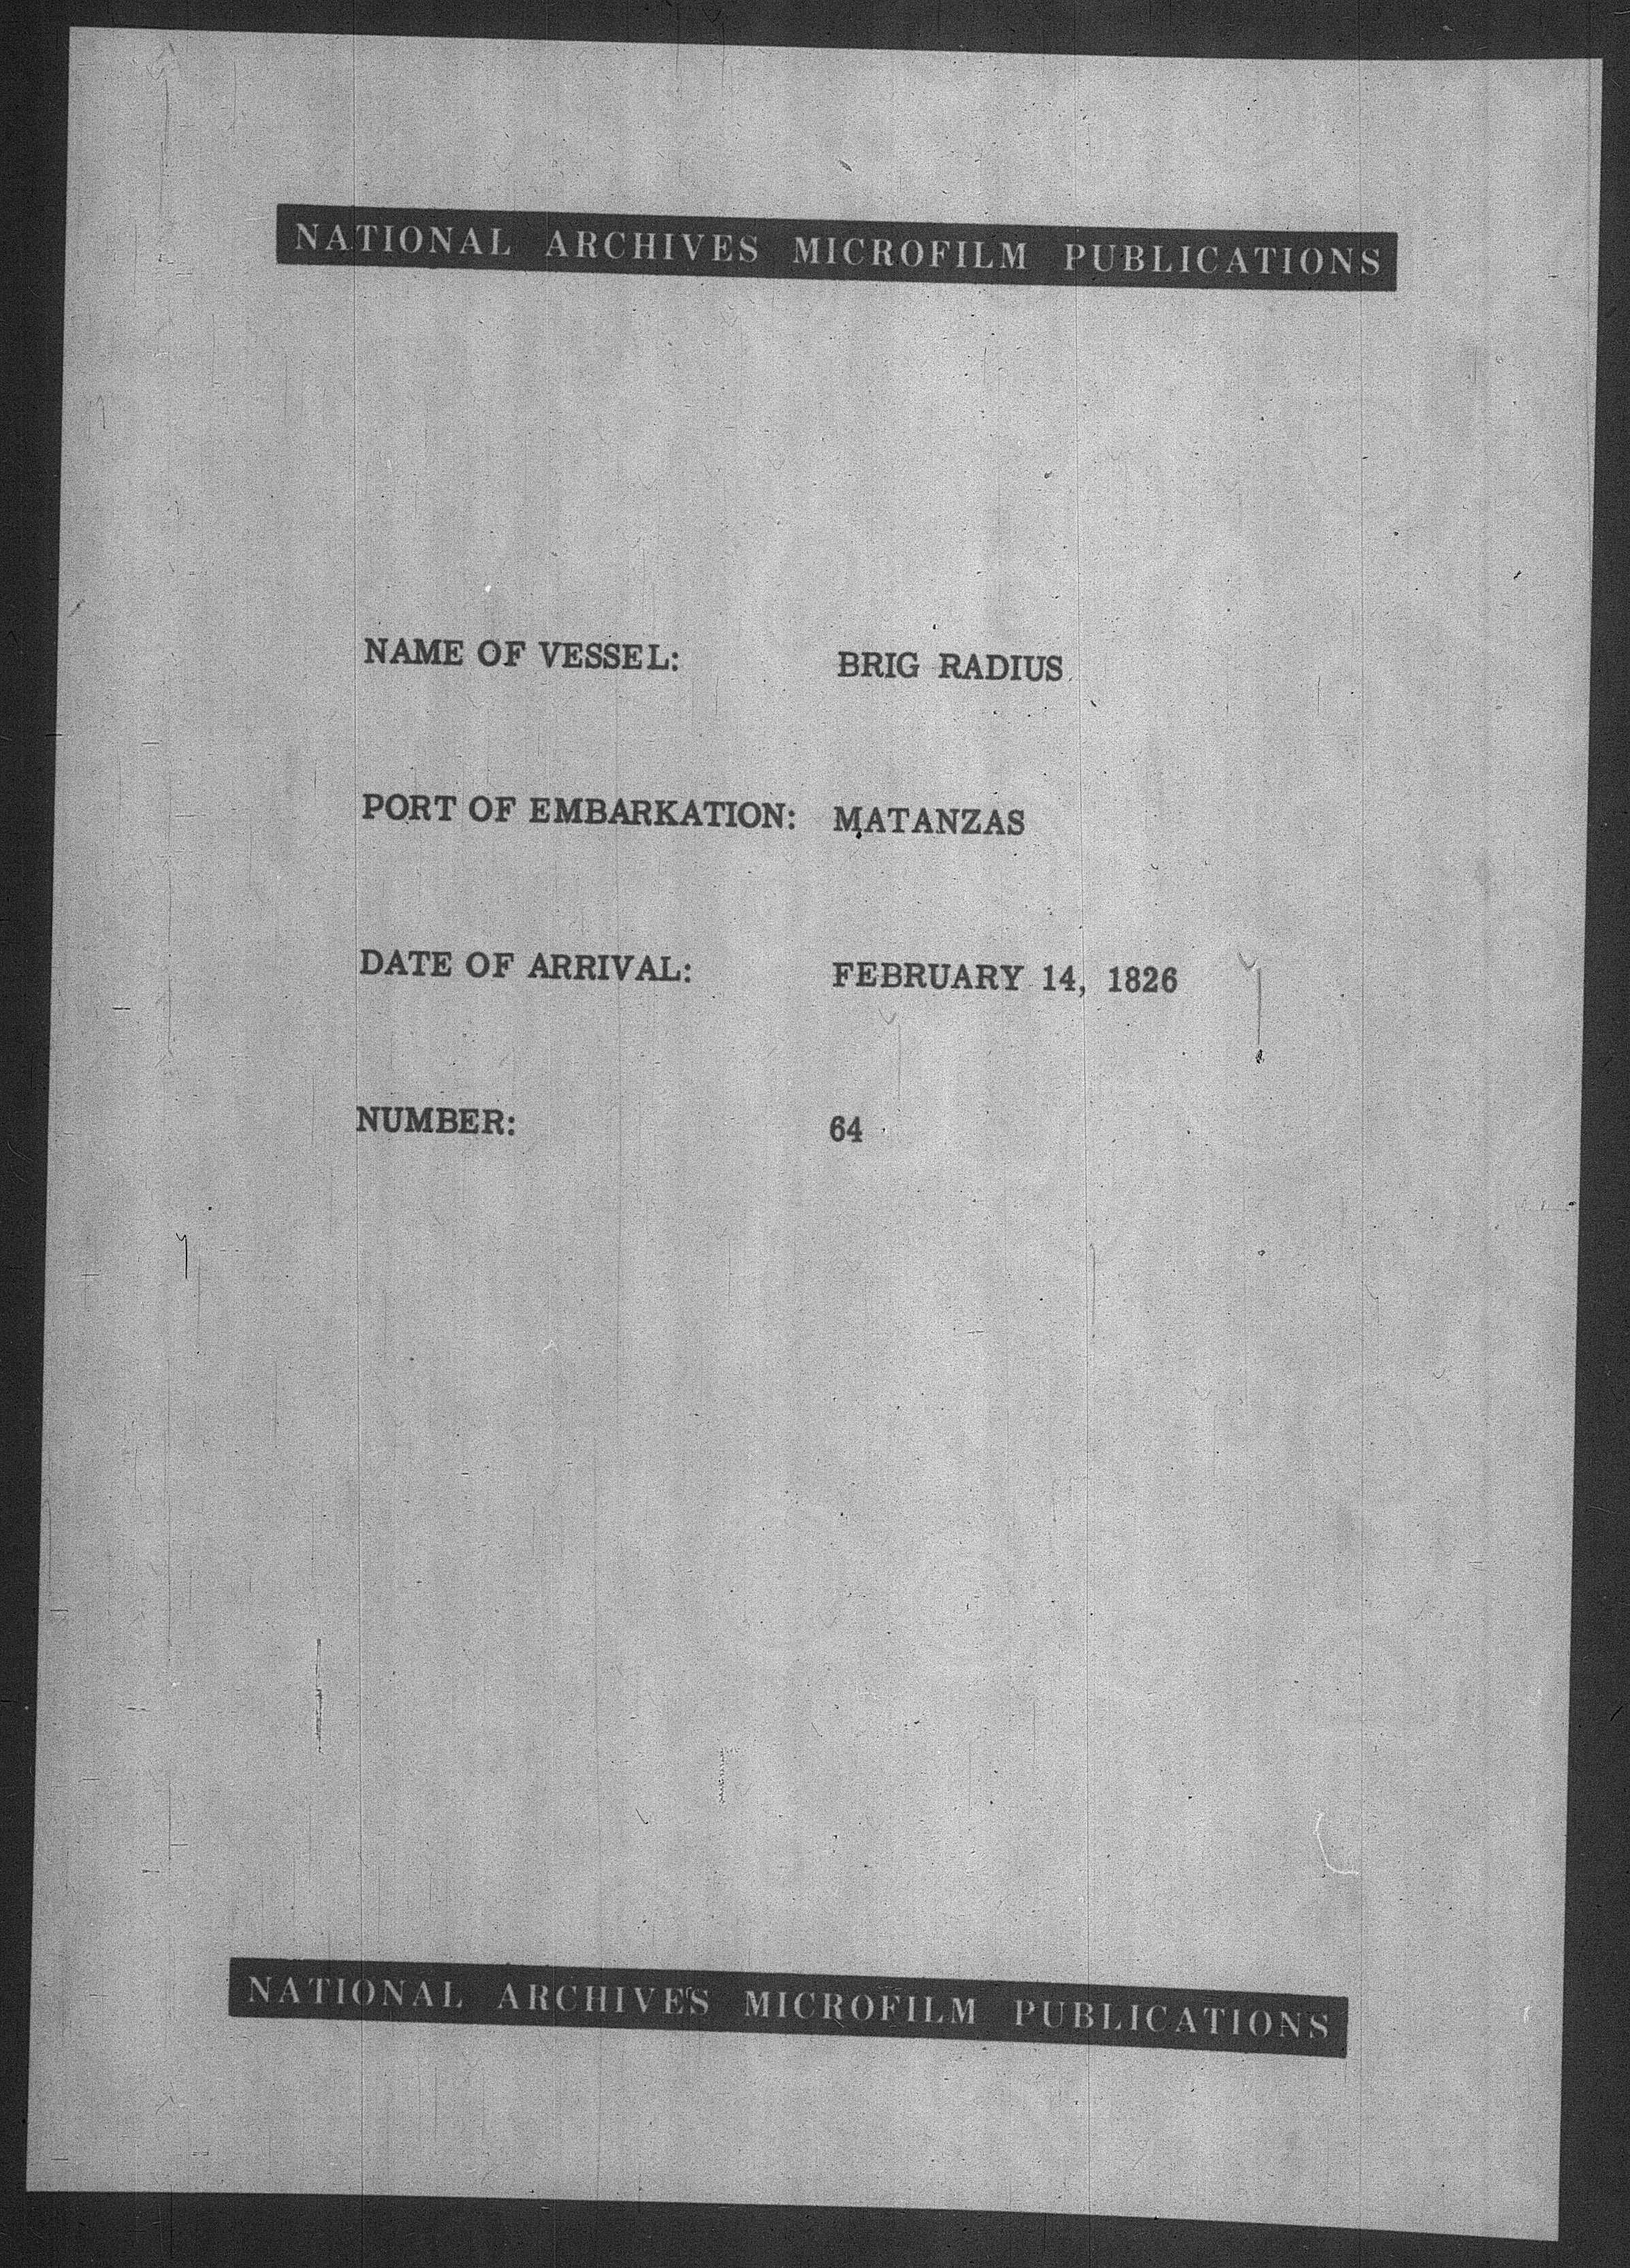 NATIONAL ARCHIVES MICROFILM PUBLICATIONS
NAME OF VESSEL: BRIG RADIUS
PORT OF EMBARKATION: MATANZAS
DATE OF ARRIVAL: FEBRUARY 14, 1826
NUMBER: 64
NATIONAL ARCHIVES MICROFILM PUBLICATIONS